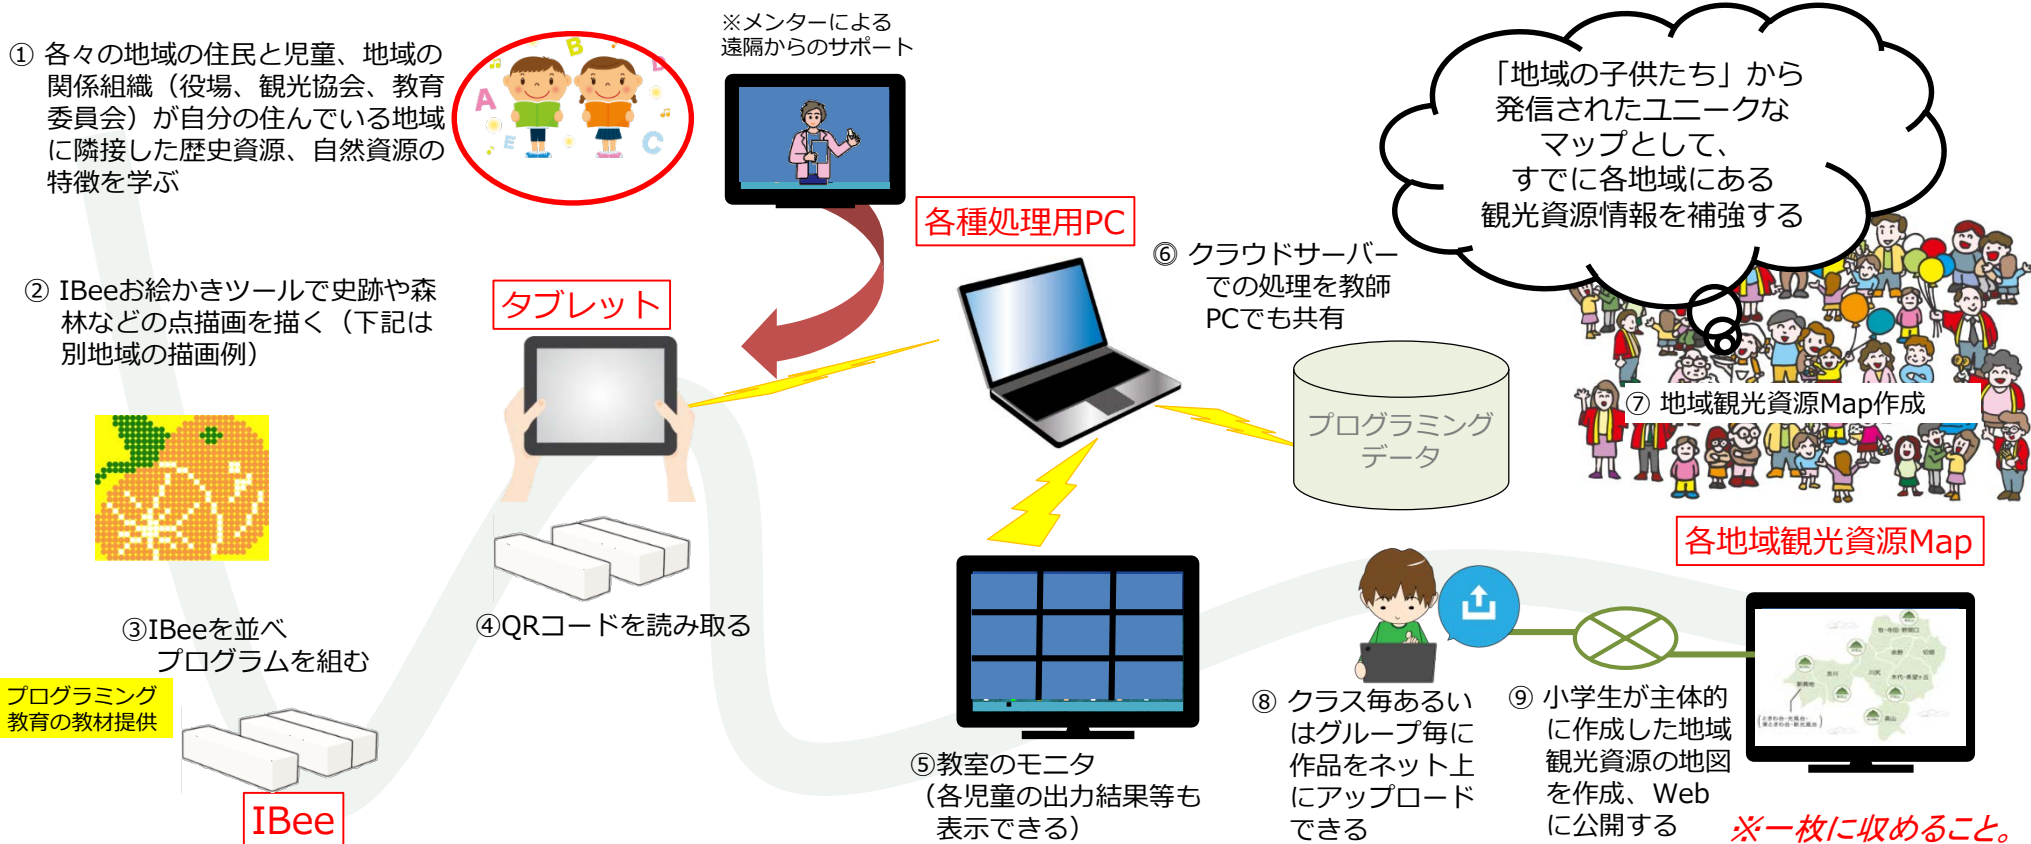 ① 各々の地域の住民と児童、地域の
関係組織（役場、観光協会、教育
委員会）が自分の住んでいる地域
に隣接した歴史資源、自然資源の
特徴を学ぶ
A
B
D
E
C
※メンターによる
遠隔からのサポート
「地域の子供たち」から
発信されたユニークな
マップとして、
すでに各地域にある
観光資源情報を補強する
② IBeeお絵かきツールで史跡や森
林などの点描画を描く（下記は
別地域の描画例）
タブレット
各種処理用PC
⑥ クラウドサーバー
での処理を教師
PCでも共有
プログラミング
データ
⑦ 地域観光資源Map作成
各地域観光資源Map
③IBeeを並べ
プログラムを組む
プログラミング
教育の教材提供
IBee
④QRコードを読み取る
⑤教室のモニタ
（各児童の出力結果等も
表示できる）
⑧ クラス毎あるい
はグループ毎に
作品をネット上
にアップロード
できる
⑨ 小学生が主体的
に作成した地域
観光資源の地図
を作成、Web
に公開する
余野
切畑
川尻
吉川
高山
※一枚に収めること。